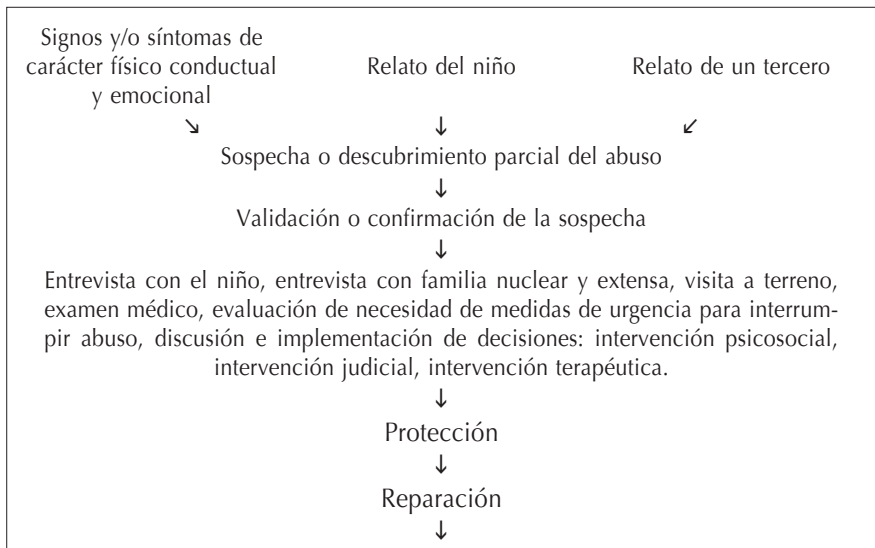 Signos y/o síntomas de
carácter físico conductual
y emocional
Relato del niño
Relato de un tercero
↘ ↓ ↙
Sospecha o descubrimiento parcial del abuso
↓
Validación o confirmación de la sospecha
↓
Entrevista con el niño, entrevista con familia nuclear y extensa, visita a terreno,
examen médico, evaluación de necesidad de medidas de urgencia para interrum-
pir abuso, discusión e implementación de decisiones: intervención psicosocial,
intervención judicial, intervención terapéutica.
↓
Protección
↓
Reparación
↓